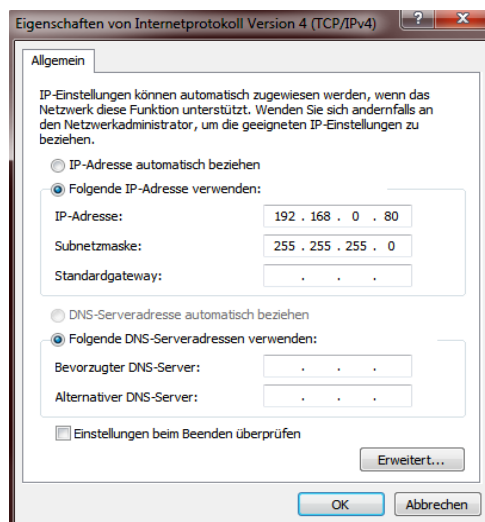 Eigenschaften von Internetprotokoll Version 4 (TCP/IPv4)
?
Allgemein
IP-Einstellungen können automatisch zugewiesen werden, wenn das
Netzwerk diese Funktion unterstützt. Wenden Sie sich andernfalls an
den Netzwerkadministrator, um die geeigneten IP-Einstellungen zu
beziehen.
IP-Adresse automatisch beziehen
Folgende IP-Adresse verwenden:
IP-Adresse: 192 . 168 . 0 . 80
Subnetzmaske: 255 . 255 . 255 . 0
Standardgateway: . . .
DNS-Serveradresse automatisch beziehen
Folgende DNS-Serveradressen verwenden:
Bevorzugter DNS-Server: . . .
Alternativer DNS-Server: . . .
Einstellungen beim Beenden überprüfen
Erweitert...
OK Abbrechen